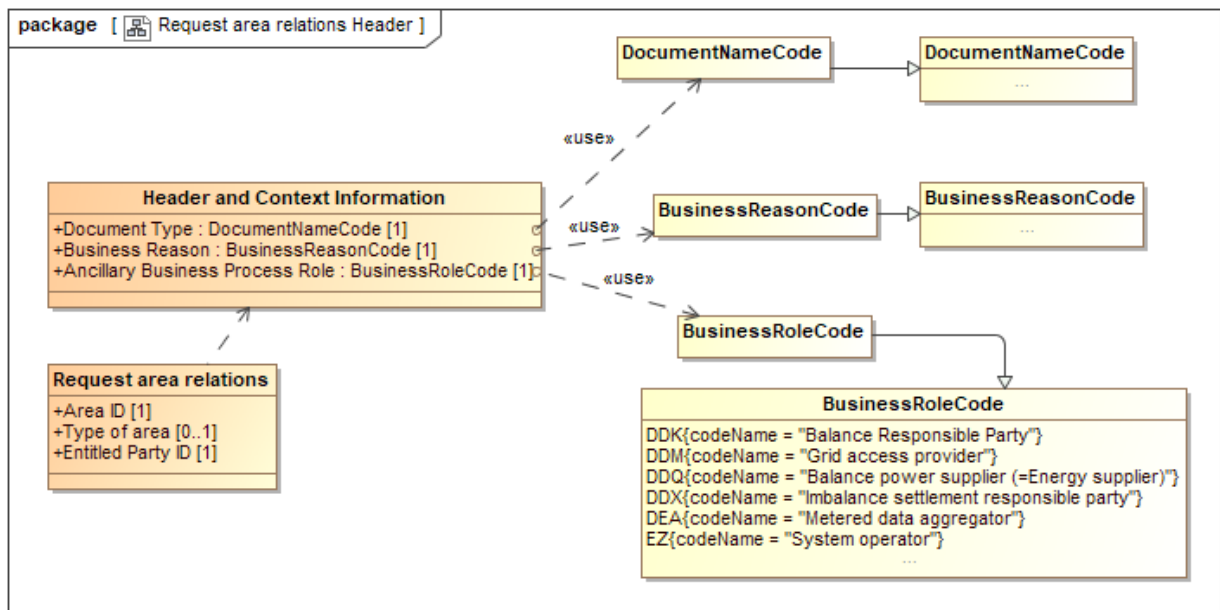 package [ Request area relations Header ]
DocumentNameCode
DocumentNameCode
...
«use»
Header and Context Information
+Document Type : DocumentNameCode [1]
+Business Reason : BusinessReasonCode [1]
+Ancillary Business Process Role : BusinessRoleCode [1]
«use»
BusinessReasonCode
BusinessReasonCode
...
«use»
BusinessRoleCode
Request area relations
+Area ID [1]
+Type of area [0..1]
+Entitled Party ID [1]
BusinessRoleCode
DDK{codeName = "Balance Responsible Party"}
DDM{codeName = "Grid access provider"}
DDQ{codeName = "Balance power supplier (=Energy supplier)"}
DDX{codeName = "Imbalance settlement responsible party"}
DEA{codeName = "Metered data aggregator"}
EZ{codeName = "System operator"}
...